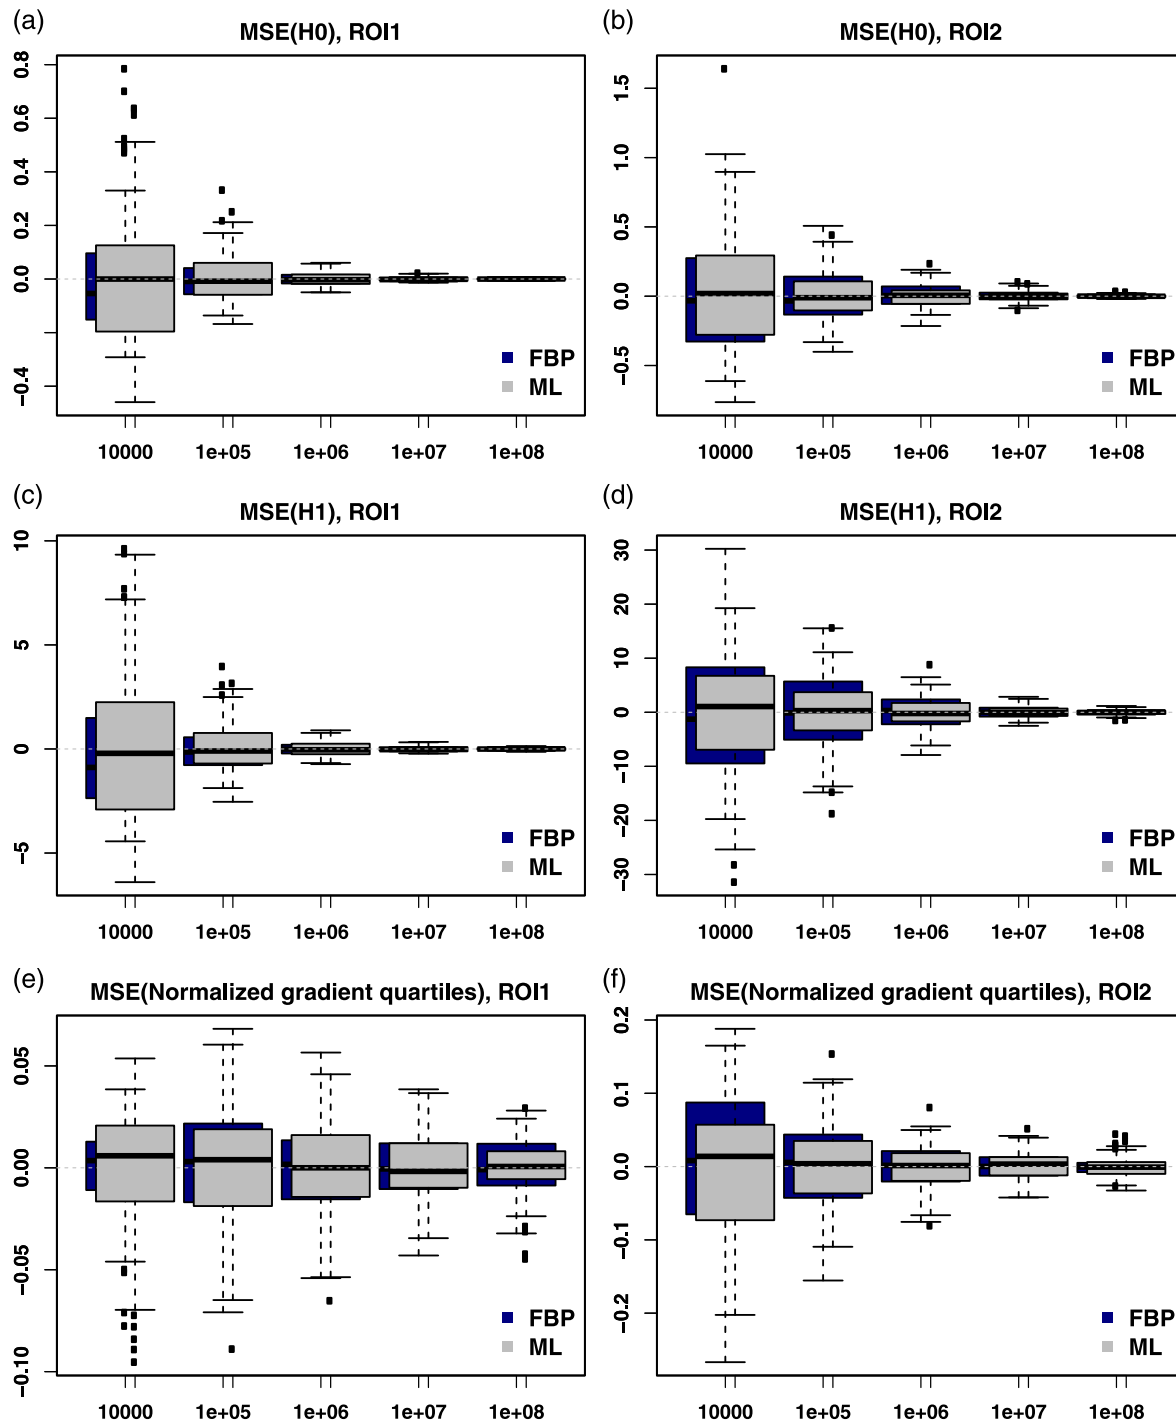 (a)
MSE(H0), ROI1
0.8
0.6
0.4
0.2
0.0
−0.4
FBP
ML
10000 1e+05 1e+06 1e+07 1e+08
(b)
MSE(H0), ROI2
1.5
1.0
0.5
0.0
−0.5
FBP
ML
10000 1e+05 1e+06 1e+07 1e+08
(c)
MSE(H1), ROI1
10
5
0
−5
FBP
ML
10000 1e+05 1e+06 1e+07 1e+08
(d)
MSE(H1), ROI2
30
20
10
0
−10
−20
−30
FBP
ML
10000 1e+05 1e+06 1e+07 1e+08
(e)
MSE(Normalized gradient quartiles), ROI1
0.05
0.00
−0.05
−0.10
FBP
ML
10000 1e+05 1e+06 1e+07 1e+08
(f)
MSE(Normalized gradient quartiles), ROI2
0.2
0.1
0.0
−0.1
−0.2
FBP
ML
10000 1e+05 1e+06 1e+07 1e+08